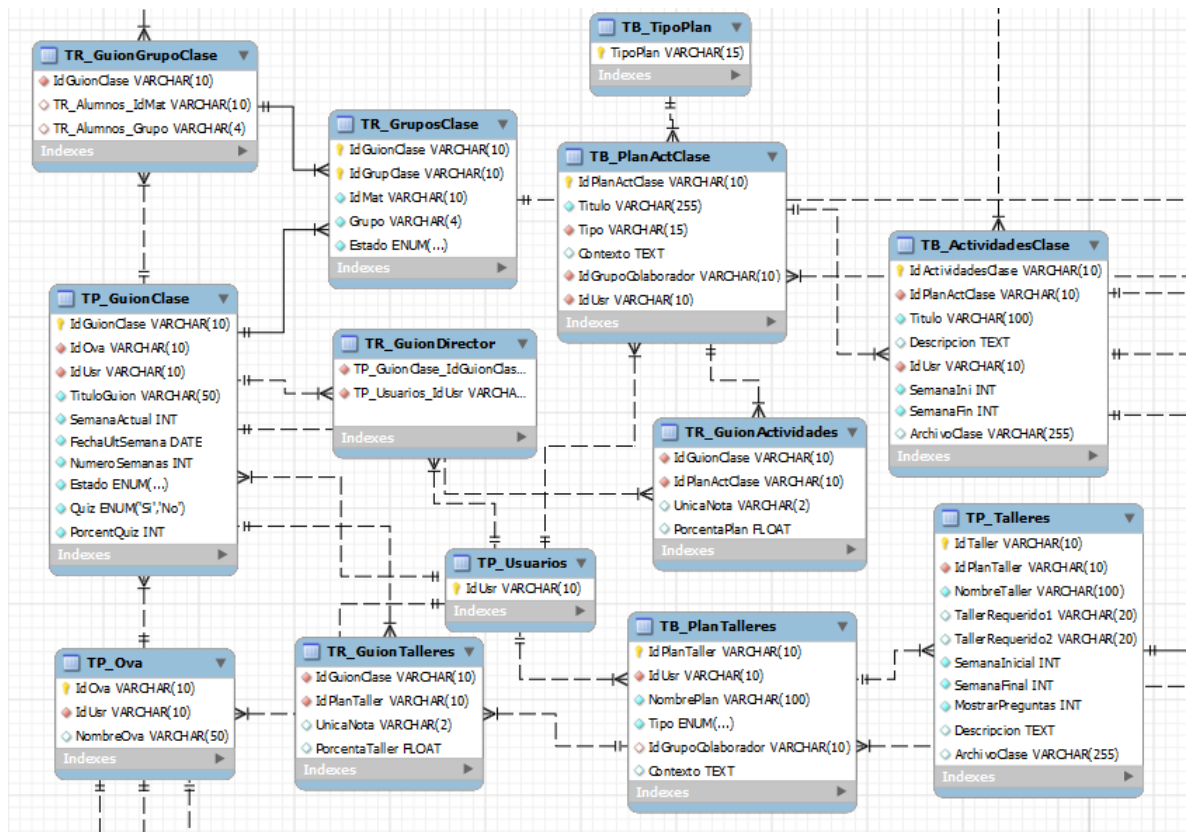 TR_GuionGrupoClase
IdGuionClase VARCHAR(10)
TR_Alumnos_IdMat VARCHAR(10)
TR_Alumnos_Grupo VARCHAR(4)
Indexes
TB_TipoPlan
TipoPlan VARCHAR(15)
Indexes
TR_GruposClase
IdGuionClase VARCHAR(10)
IdGrupClase VARCHAR(10)
IdMat VARCHAR(10)
Grupo VARCHAR(4)
Estado ENUM(...)
Indexes
TB_PlanActClase
IdPlanActClase VARCHAR(10)
Titulo VARCHAR(255)
Tipo VARCHAR(15)
Contexto TEXT
IdGrupoColaborador VARCHAR(10)
IdUsr VARCHAR(10)
Indexes
TB_ActividadesClase
IdActividadesClase VARCHAR(10)
IdPlanActClase VARCHAR(10)
Titulo VARCHAR(100)
Descripcion TEXT
IdUsr VARCHAR(10)
SemanaIni INT
SemanaFin INT
ArchivoClase VARCHAR(255)
Indexes
TP_GuionClase
IdGuionClase VARCHAR(10)
IdOva VARCHAR(10)
IdUsr VARCHAR(10)
TituloGuion VARCHAR(50)
SemanaActual INT
FechaUltSemana DATE
NumeroSemanas INT
Estado ENUM(...)
Quiz ENUM('Si','No')
PorcentQuiz INT
Indexes
TR_GuionDirector
TP_GuionClase_IdGuionClas...
TP_Usuarios_IdUsr VARCHA...
Indexes
TR_GuionActividades
IdGuionClase VARCHAR(10)
IdPlanActClase VARCHAR(10)
UnicaNota VARCHAR(2)
PorcentaPlan FLOAT
Indexes
TP_Talleres
IdTaller VARCHAR(10)
IdPlanTaller VARCHAR(10)
NombreTaller VARCHAR(100)
TallerRequerido1 VARCHAR(20)
TallerRequerido2 VARCHAR(20)
SemanaInicial INT
SemanaFinal INT
MostrarPreguntas INT
Descripcion TEXT
ArchivoClase VARCHAR(255)
Indexes
TP_Usuarios
IdUsr VARCHAR(10)
Indexes
TP_Ova
IdOva VARCHAR(10)
IdUsr VARCHAR(10)
NombreOva VARCHAR(50)
Indexes
TR_GuionTalleres
IdGuionClase VARCHAR(10)
IdPlanTaller VARCHAR(10)
UnicaNota VARCHAR(2)
PorcentaTaller FLOAT
Indexes
TB_PlanTalleres
IdPlanTaller VARCHAR(10)
IdUsr VARCHAR(10)
NombrePlan VARCHAR(100)
Tipo ENUM(...)
IdGrupoColaborador VARCHAR(10)
Contexto TEXT
Indexes